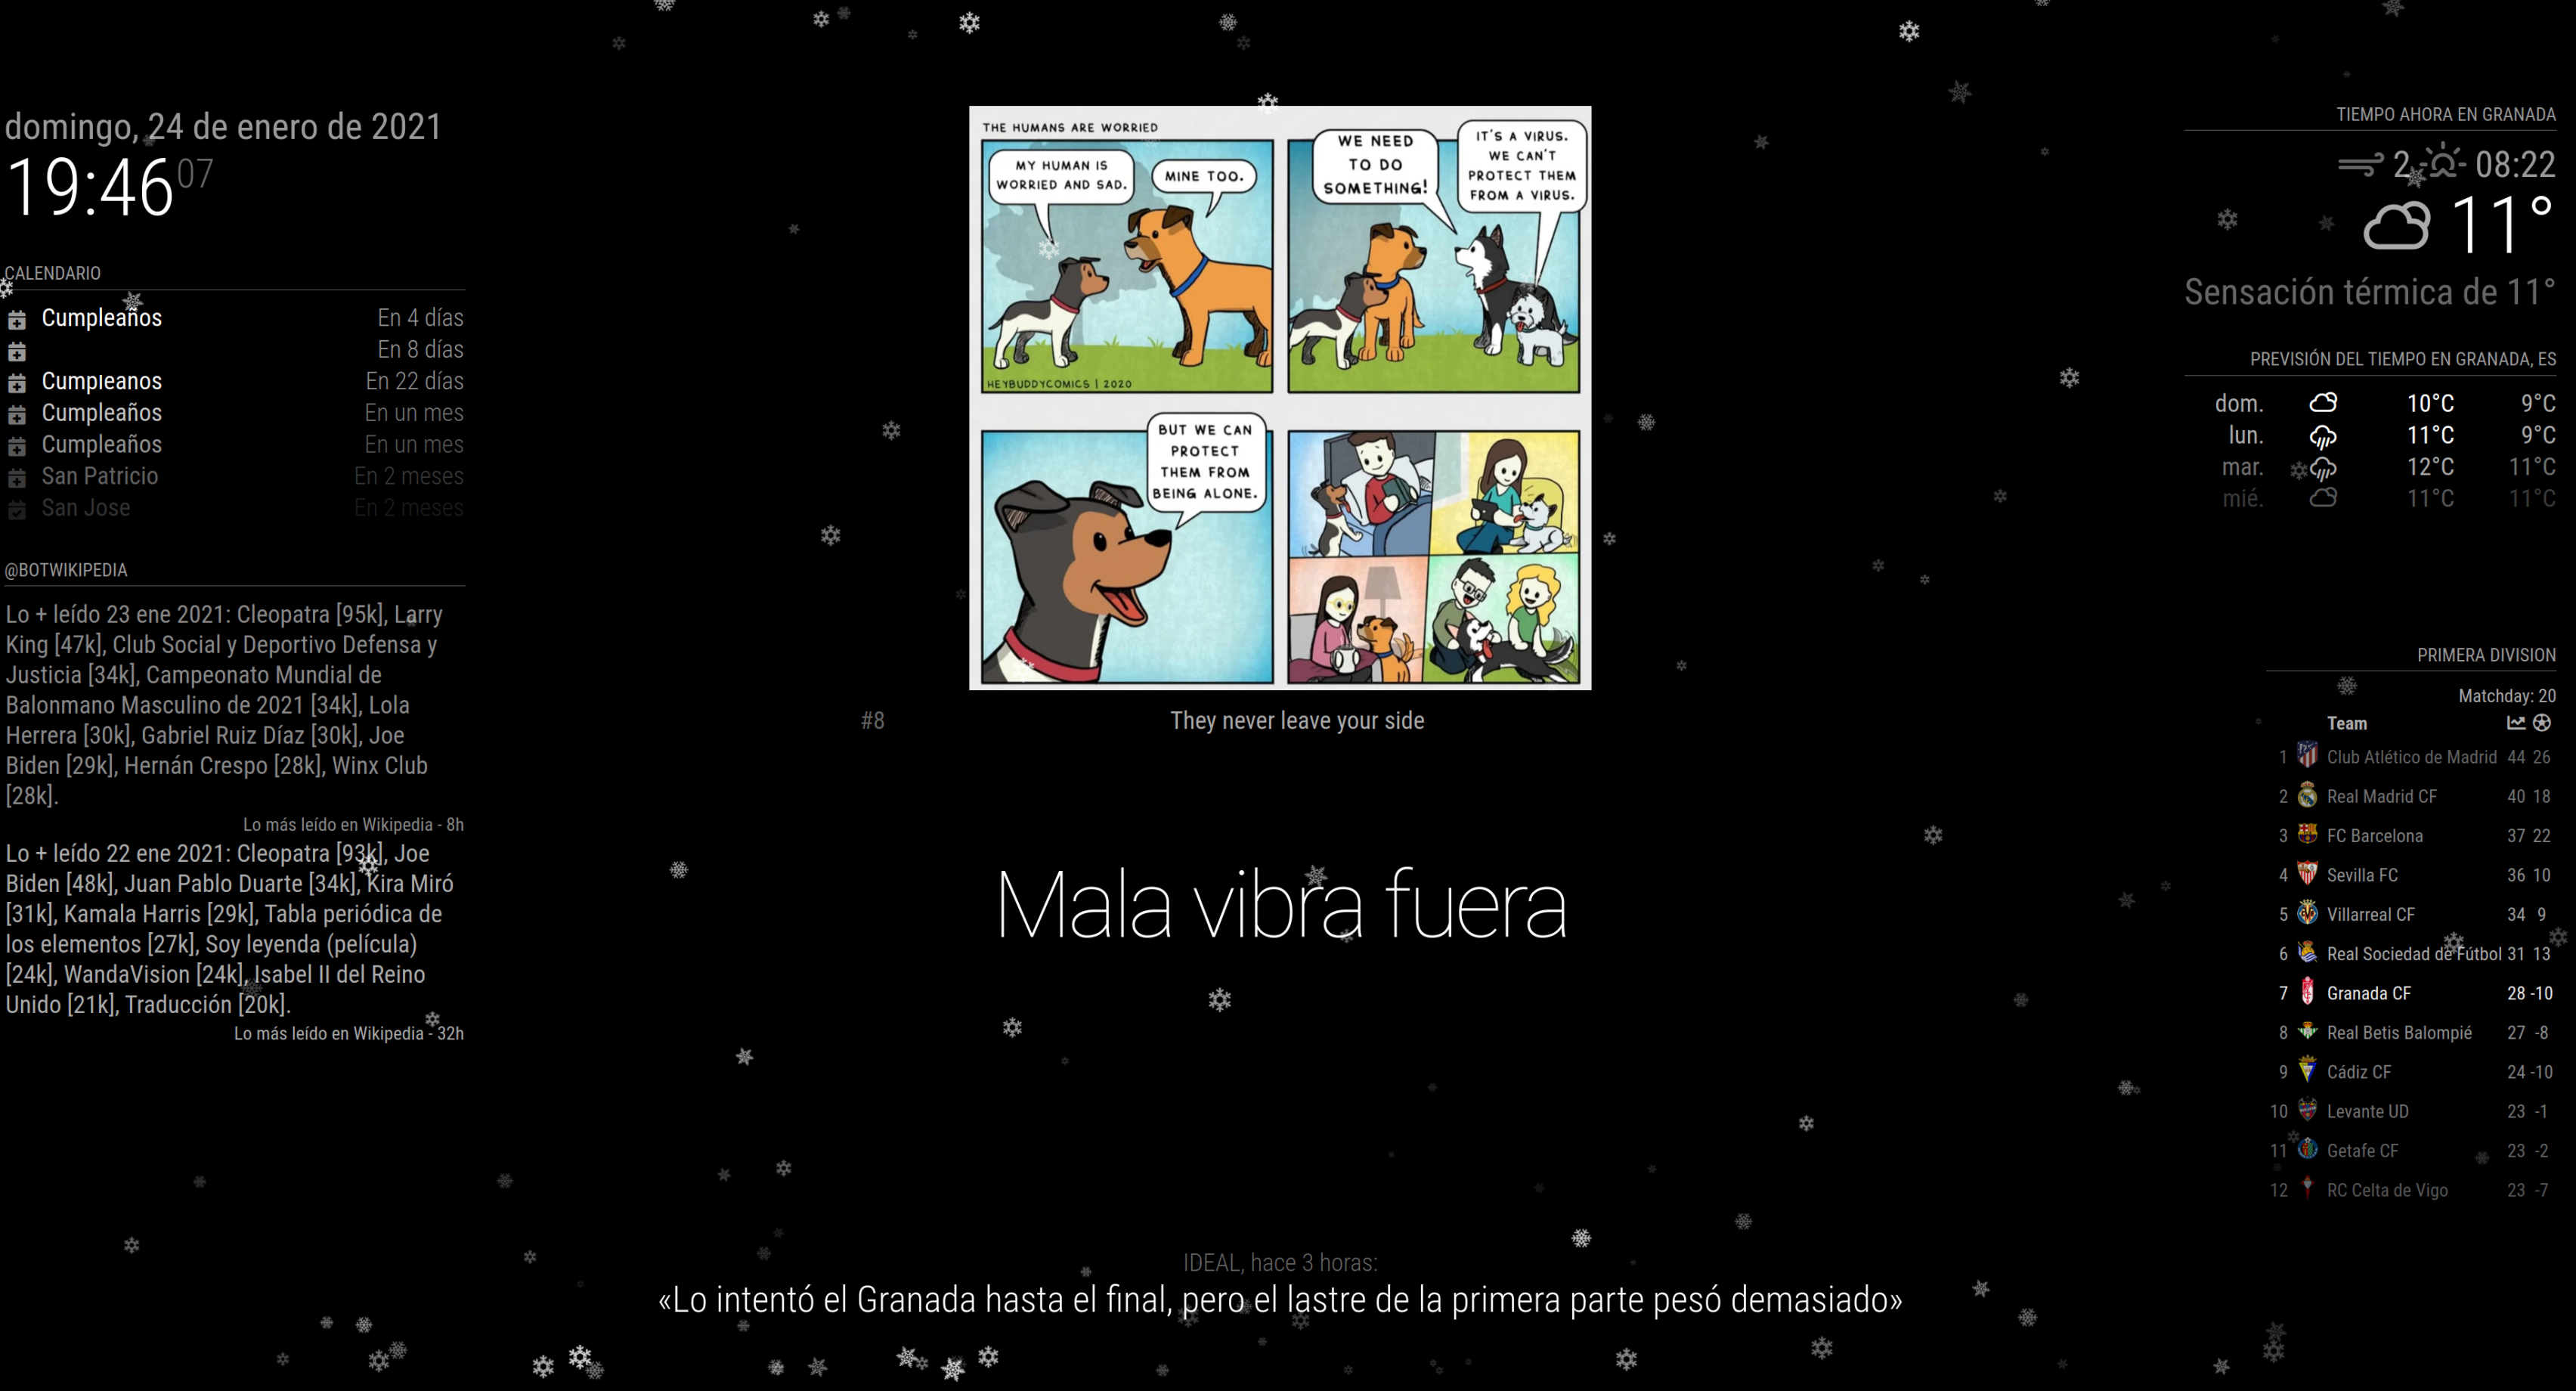 domingo, 24 de enero de 2021
19:46 07
CALENDARIO
Cumpleaños En 4 días
En 8 días
Cumpleanos En 22 días
Cumpleaños En un mes
Cumpleaños En un mes
San Patricio En 2 meses
San Jose En 2 meses
@BOTWIKIPEDIA
Lo + leído 23 ene 2021: Cleopatra [95k], Larry
King [47k], Club Social y Deportivo Defensa y
Justicia [34k], Campeonato Mundial de
Balonmano Masculino de 2021 [34k], Lola
Herrera [30k], Gabriel Ruiz Díaz [30k], Joe
Biden [29k], Hernán Crespo [28k], Winx Club
[28k].
Lo más leído en Wikipedia - 8h
Lo + leído 22 ene 2021: Cleopatra [93k], Joe
Biden [48k], Juan Pablo Duarte [34k], Kira Miró
[31k], Kamala Harris [29k], Tabla periódica de
los elementos [27k], Soy leyenda (película)
[24k], WandaVision [24k], Isabel II del Reino
Unido [21k], Traducción [20k].
Lo más leído en Wikipedia - 32h
THE HUMANS ARE WORRIED
MY HUMAN IS
WORRIED AND SAD.
MINE TOO.
WE NEED
TO DO
SOMETHING!
IT'S A VIRUS.
WE CAN'T
PROTECT THEM
FROM A VIRUS.
HEYBUDDYCOMICS | 2020
BUT WE CAN
PROTECT
THEM FROM
BEING ALONE.
#8 They never leave your side
Mala vibra fuera
IDEAL, hace 3 horas:
«Lo intentó el Granada hasta el final, pero el lastre de la primera parte pesó demasiado»
TIEMPO AHORA EN GRANADA
2 08:22
11°
Sensación térmica de 11°
PREVISIÓN DEL TIEMPO EN GRANADA, ES
dom. 10°C 9°C
lun. 11°C 9°C
mar. 12°C 11°C
mié. 11°C 11°C
PRIMERA DIVISION
Matchday: 20
Team
1 Club Atlético de Madrid 44 26
2 Real Madrid CF 40 18
3 FC Barcelona 37 22
4 Sevilla FC 36 10
5 Villarreal CF 34 9
6 Real Sociedad de Fútbol 31 13
7 Granada CF 28 -10
8 Real Betis Balompié 27 -8
9 Cádiz CF 24 -10
10 Levante UD 23 -1
11 Getafe CF 23 -2
12 RC Celta de Vigo 23 -7